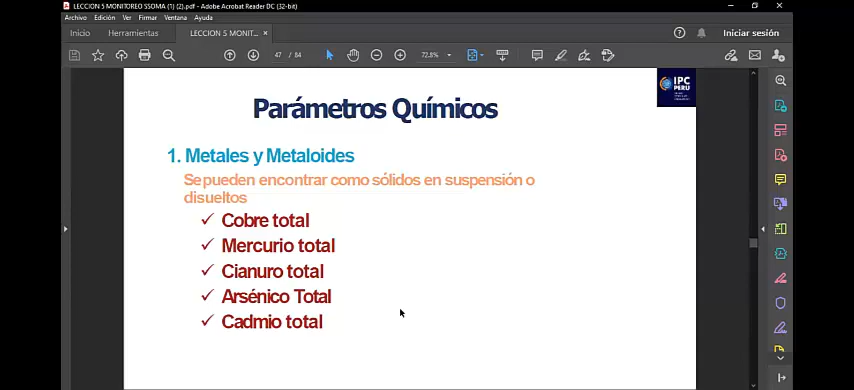 LECCION 5 MONITOREO SSOMA (1) (2).pdf - Adobe Acrobat Reader DC (32-bit)
Archivo Edición Ver Firmar Ventana Ayuda
Inicio Herramientas LECCION 5 MONIT... × Iniciar sesión
47 / 84 72.8%
IPC
PERU
Parámetros Químicos
1. Metales y Metaloides
Se pueden encontrar como sólidos en suspensión o
disueltos
✓ Cobre total
✓ Mercurio total
✓ Cianuro total
✓ Arsénico Total
✓ Cadmio total